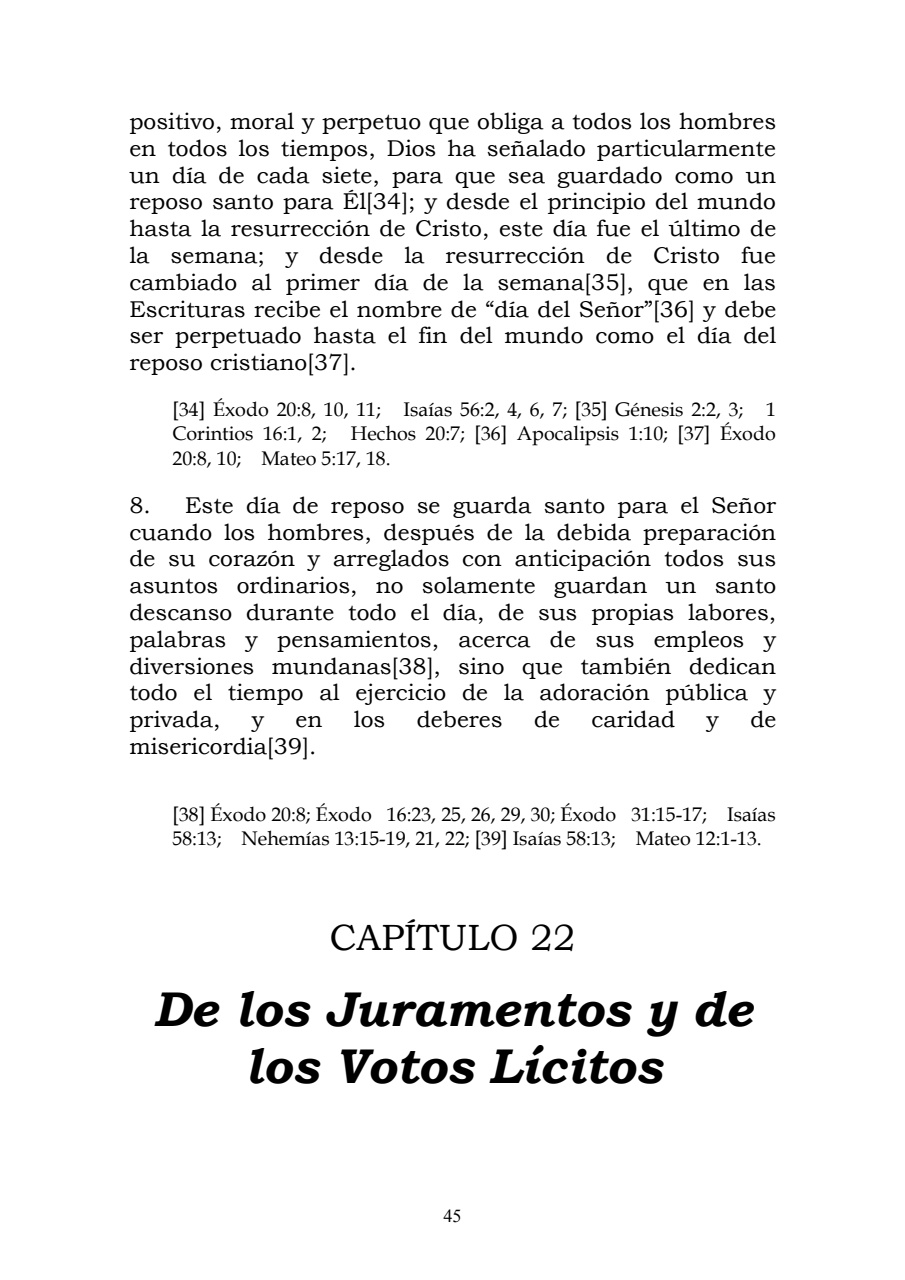 positivo, moral y perpetuo que obliga a todos los hombres
en todos los tiempos, Dios ha señalado particularmente
un día de cada siete, para que sea guardado como un
reposo santo para Él[34]; y desde el principio del mundo
hasta la resurrección de Cristo, este día fue el último de
la semana; y desde la resurrección de Cristo fue
cambiado al primer día de la semana[35], que en las
Escrituras recibe el nombre de “día del Señor”[36] y debe
ser perpetuado hasta el fin del mundo como el día del
reposo cristiano[37].
[34] Éxodo 20:8, 10, 11; Isaías 56:2, 4, 6, 7; [35] Génesis 2:2, 3; 1
Corintios 16:1, 2; Hechos 20:7; [36] Apocalipsis 1:10; [37] Éxodo
20:8, 10; Mateo 5:17, 18.
8. Este día de reposo se guarda santo para el Señor
cuando los hombres, después de la debida preparación
de su corazón y arreglados con anticipación todos sus
asuntos ordinarios, no solamente guardan un santo
descanso durante todo el día, de sus propias labores,
palabras y pensamientos, acerca de sus empleos y
diversiones mundanas[38], sino que también dedican
todo el tiempo al ejercicio de la adoración pública y
privada, y en los deberes de caridad y de
misericordia[39].
[38] Éxodo 20:8; Éxodo 16:23, 25, 26, 29, 30; Éxodo 31:15-17; Isaías
58:13; Nehemías 13:15-19, 21, 22; [39] Isaías 58:13; Mateo 12:1-13.
CAPÍTULO 22
De los Juramentos y de
los Votos Lícitos
45